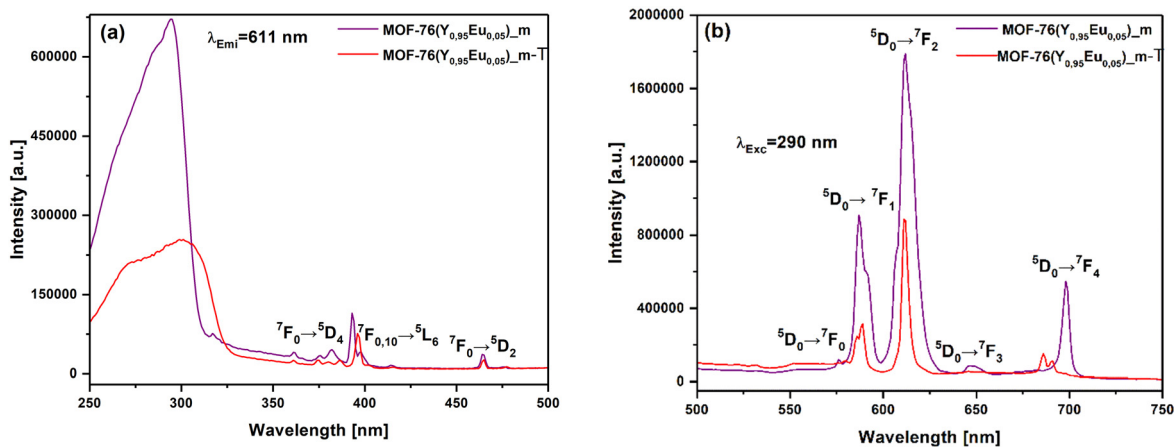 (a)
λEmi=611 nm
MOF-76(Y0,95Eu0,05)_m
MOF-76(Y0,95Eu0,05)_m-T
600000
450000
300000
150000
0
Intensity [a.u.]
7F0→5D4
7F0,10→5L6
7F0→5D2
250 300 350 400 450 500
Wavelength [nm]
(b)
5D0→7F2
MOF-76(Y0,95Eu0,05)_m
MOF-76(Y0,95Eu0,05)_m-T
λExc=290 nm
2000000
1600000
1200000
800000
400000
0
Intensity [a.u.]
5D0→7F1
5D0→7F0
5D0→7F3
5D0→7F4
500 550 600 650 700 750
Wavelength [nm]